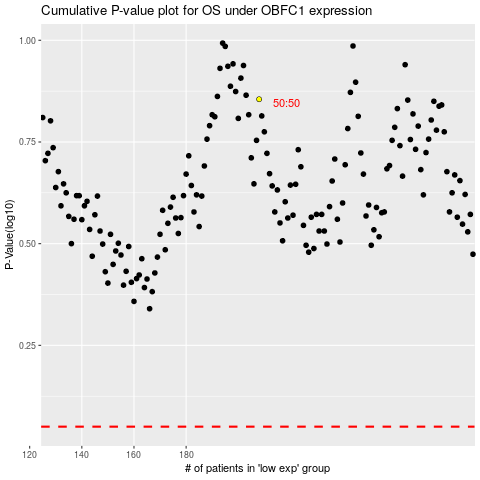 Cumulative P-value plot for OS under OBFC1 expression
1.00
50:50
0.75
P-Value(log10)
0.50
0.25
120 140 160 180
# of patients in 'low exp' group